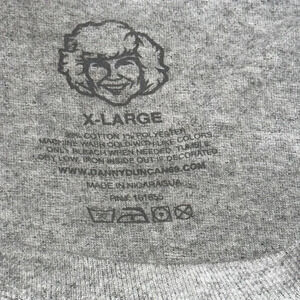 X-LARGE
COTTON 1% POLYESTER
MACHINE WASH COLD WITH LIKE COLORS
ONLY BLEACH WHEN NEEDED, TUMBLE
DRY LOW, IRON INSIDE OUT IF DECORATED
WWW.DANNYDUNCAN69.COM
MADE IN NICARAGUA